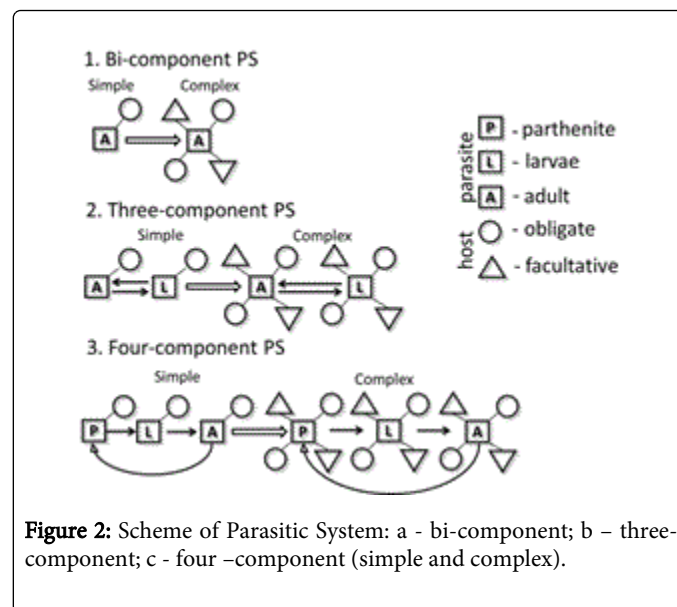 1. Bi-component PS
Simple Complex
A A
P - parthenite
L - larvae
A - adult
parasite
O - obligate
- facultative
host
2. Three-component PS
Simple Complex
A L A L
3. Four-component PS
Simple Complex
P L A P L A
Figure 2: Scheme of Parasitic System: a - bi-component; b – three-
component; c - four –component (simple and complex).